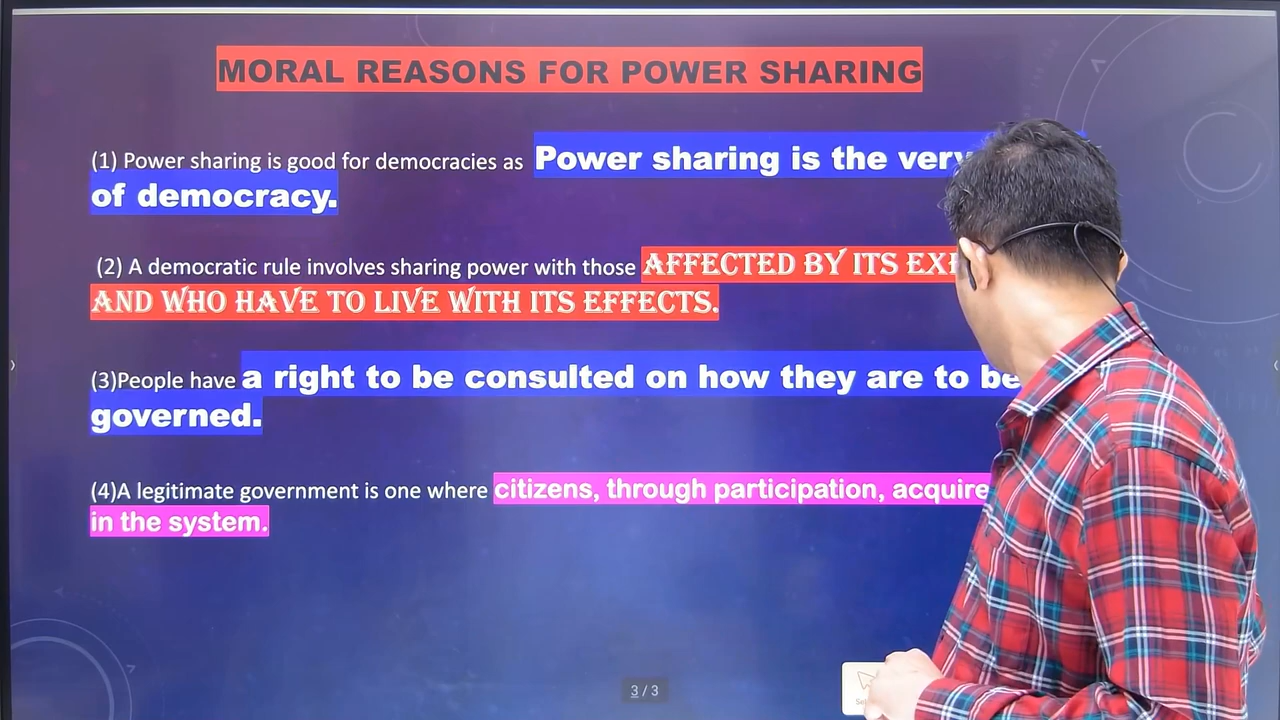 MORAL REASONS FOR POWER SHARING
(1) Power sharing is good for democracies as Power sharing is the very
of democracy.
(2) A democratic rule involves sharing power with those AFFECTED BY ITS
AND WHO HAVE TO LIVE WITH ITS EFFECTS.
(3)People have a right to be consulted on how they are to be
governed.
(4)A legitimate government is one where citizens, through participation, acquire
in the system.
3 / 3